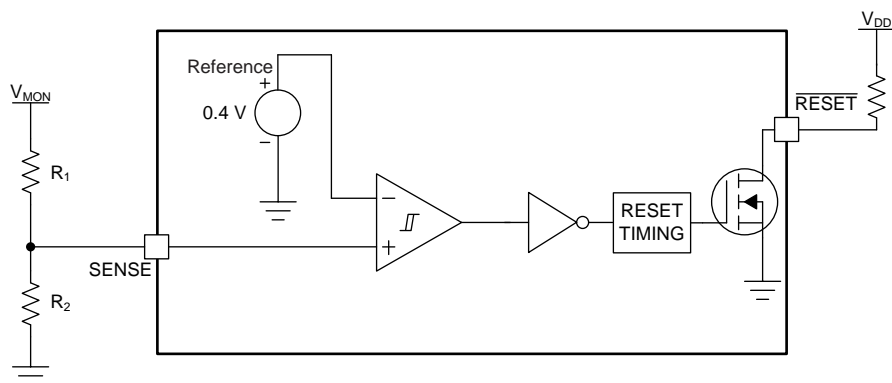 V_DD
Reference
+
0.4 V
−
RESET
V_MON
R_1
−
RESET
TIMING
+
SENSE
R_2